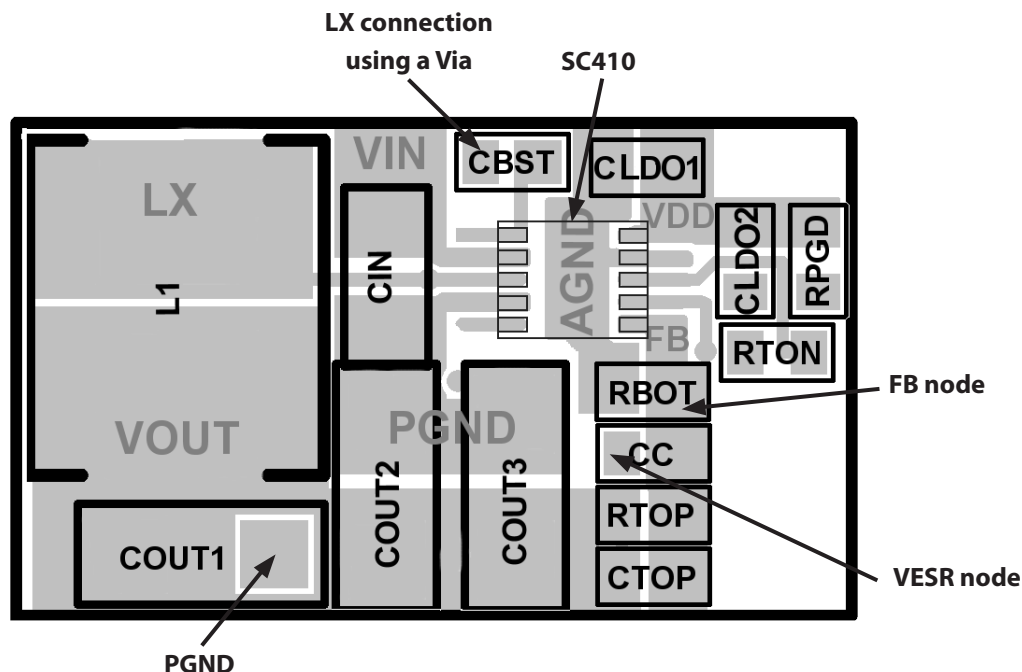 LX connection
using a Via
SC410
VIN
CBST
CLDO1
LX
VDD
CIN
AGND
CLDO2
RPGD
L1
FB
RTON
RBOT
FB node
VOUT
PGND
CC
COUT2
COUT3
RTOP
COUT1
CTOP
VESR node
PGND